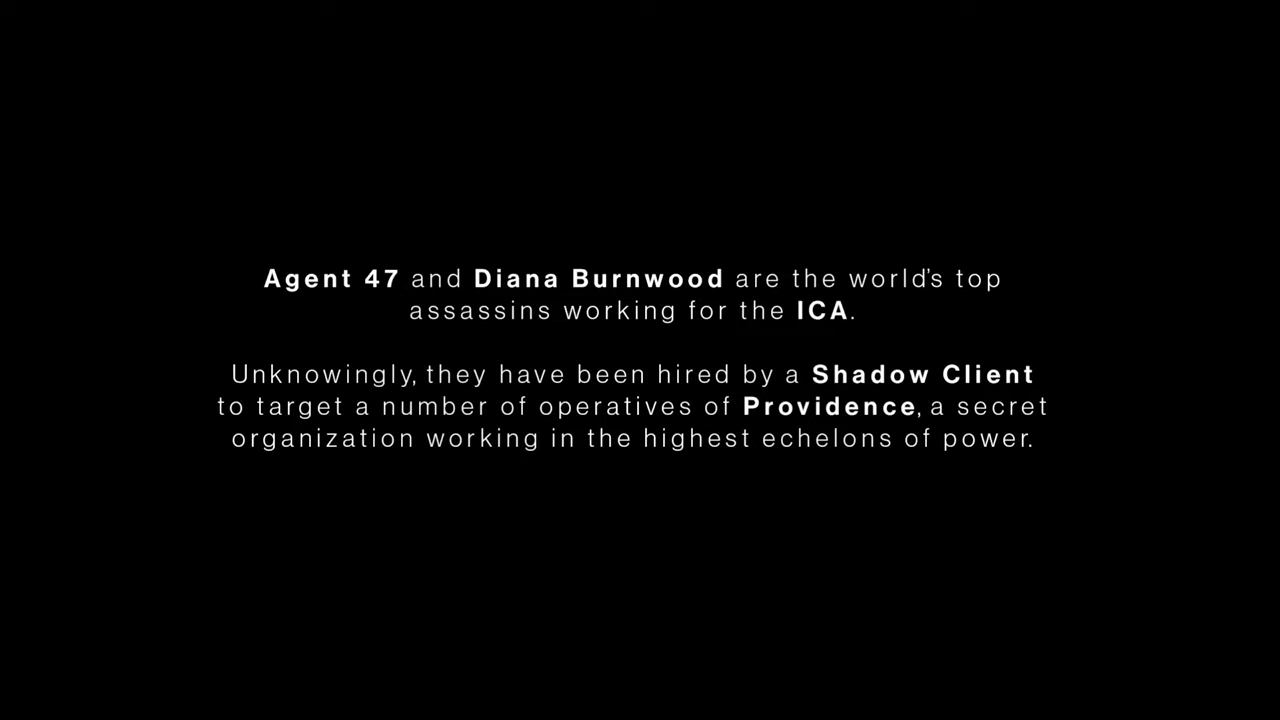 Agent 47 and Diana Burnwood are the world's top
assassins working for the ICA.
Unknowingly, they have been hired by a Shadow Client
to target a number of operatives of Providence, a secret
organization working in the highest echelons of power.